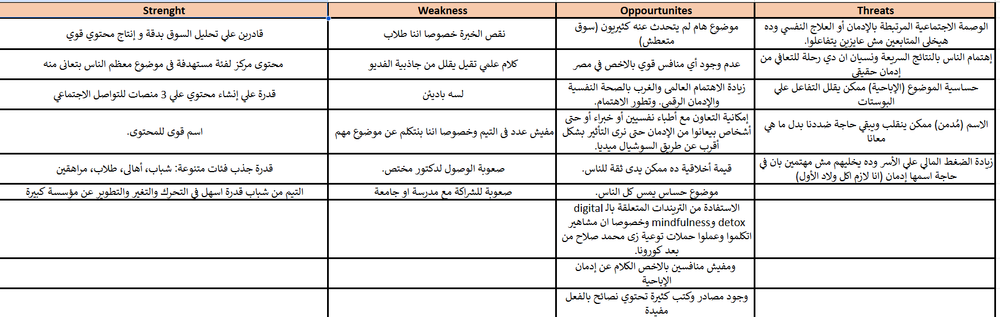 Strenght
Weakness
Oppourtunites
Threats
قادرين علي تحليل السوق بدقة و إنتاج محتوي قوي
نقص الخبرة خصوصا اننا طلاب
موضوع هام لم يتحدث عنه كثيريون (سوق
متعطش)
الوصمة الاجتماعية المرتبطة بالإدمان أو العلاج النفسي وده
هيخلى المتابعين مش عايزين يتفاعلوا.
محتوى مركز لفئة مستهدفة فى موضوع معظم الناس بتعانى منه
كلام علمي تقيل يقلل من جاذبية الفديو
عدم وجود أي منافس قوي بالاخص في مصر
إهتمام الناس بالنتائج السريعة ونسيان ان دي رحلة للتعافي من
إدمان حقيقي
قدرة علي إنشاء محتوي علي 3 منصات للتواصل الاجتماعي
لسه باديئن
زيادة الاهتمام العالمى والغرب بالصحة النفسية
والإدمان الرقمى. وتطور الاهتمام.
حساسية الموضوع (الإباحية) ممكن يقلل التفاعل علي
البوستات
اسم قوى للمحتوى.
مفيش عدد فى التيم وخصوصا اننا بنتكلم عن موضوع مهم
إمكانية التعاون مع أطباء نفسيين أو خبراء أو حتى
أشخاص بيعانوا من الإدمان حتى نرى التأثير بشكل
أقرب عن طريق السوشيال ميديا.
الاسم (مُدمن) ممكن ينقلب ويبقي حاجة ضددنا بدل ما هي
معانا
قدرة جذب فئات متنوعة: شباب، أهالى، طلاب، مراهقين
صعوبة الوصول لدكتور مختص.
قيمة أخلاقية ده ممكن يدى ثقة للناس.
زيادة الضغط المالي علي الأسر وده يخليهم مش مهتمين بان في
حاجة اسمها إدمان (انا لازم اكل ولاد الأول)
التيم من شباب قدرة اسهل في التحرك والتغير والتطوير عن مؤسسة كبيرة
صعوبة للشراكة مع مدرسة او جامعة
موضوع حساس يمس كل الناس.
الاستفادة من التريندات المتعلقة بالـ digital
detox وmindfulness وخصوصا ان مشاهير
اتكلموا وعملوا حملات توعية زى محمد صلاح من
بعد كورونا.
ومفيش منافسين بالاخص الكلام عن إدمان
الإباحية
وجود مصادر وكتب كثيرة تحتوي نصائح بالفعل
مفيدة